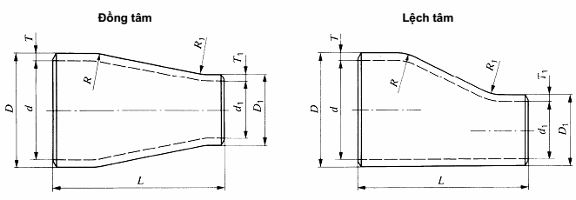 Đồng tâm
Lệch tâm
T
R
R₁
T₁
D
d
d₁
D₁
L
T
R
R₁
T₁
D
d
d₁
D₁
L